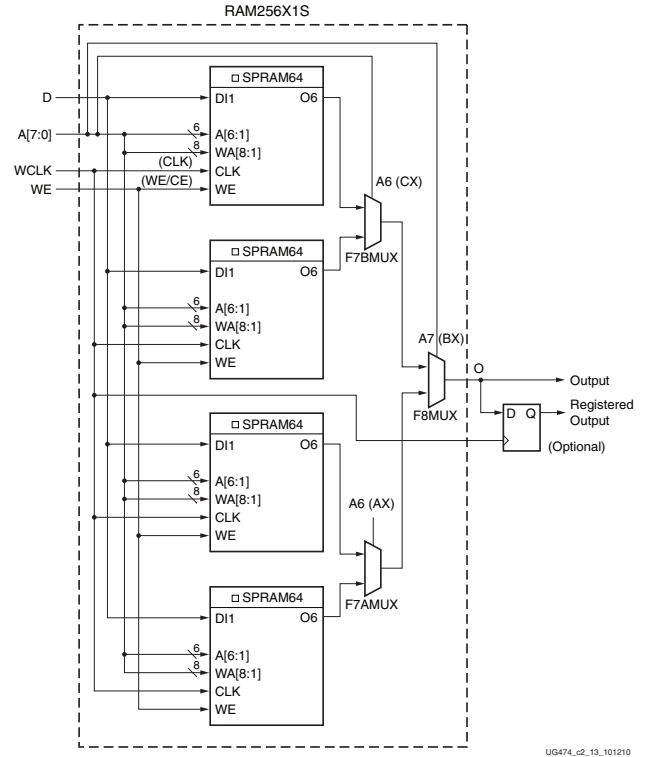 RAM256X1S
□ SPRAM64
D
DI1
O6
A[7:0]
6
A[6:1]
8
WA[8:1]
WCLK
(CLK)
CLK
WE
(WE/CE)
WE
A6 (CX)
F7BMUX
□ SPRAM64
DI1
O6
6
A[6:1]
8
WA[8:1]
CLK
WE
A7 (BX)
F8MUX
O
Output
D Q
Registered
Output
(Optional)
□ SPRAM64
DI1
O6
6
A[6:1]
8
WA[8:1]
CLK
WE
A6 (AX)
F7AMUX
□ SPRAM64
DI1
O6
6
A[6:1]
8
WA[8:1]
CLK
WE
UG474_c2_13_101210